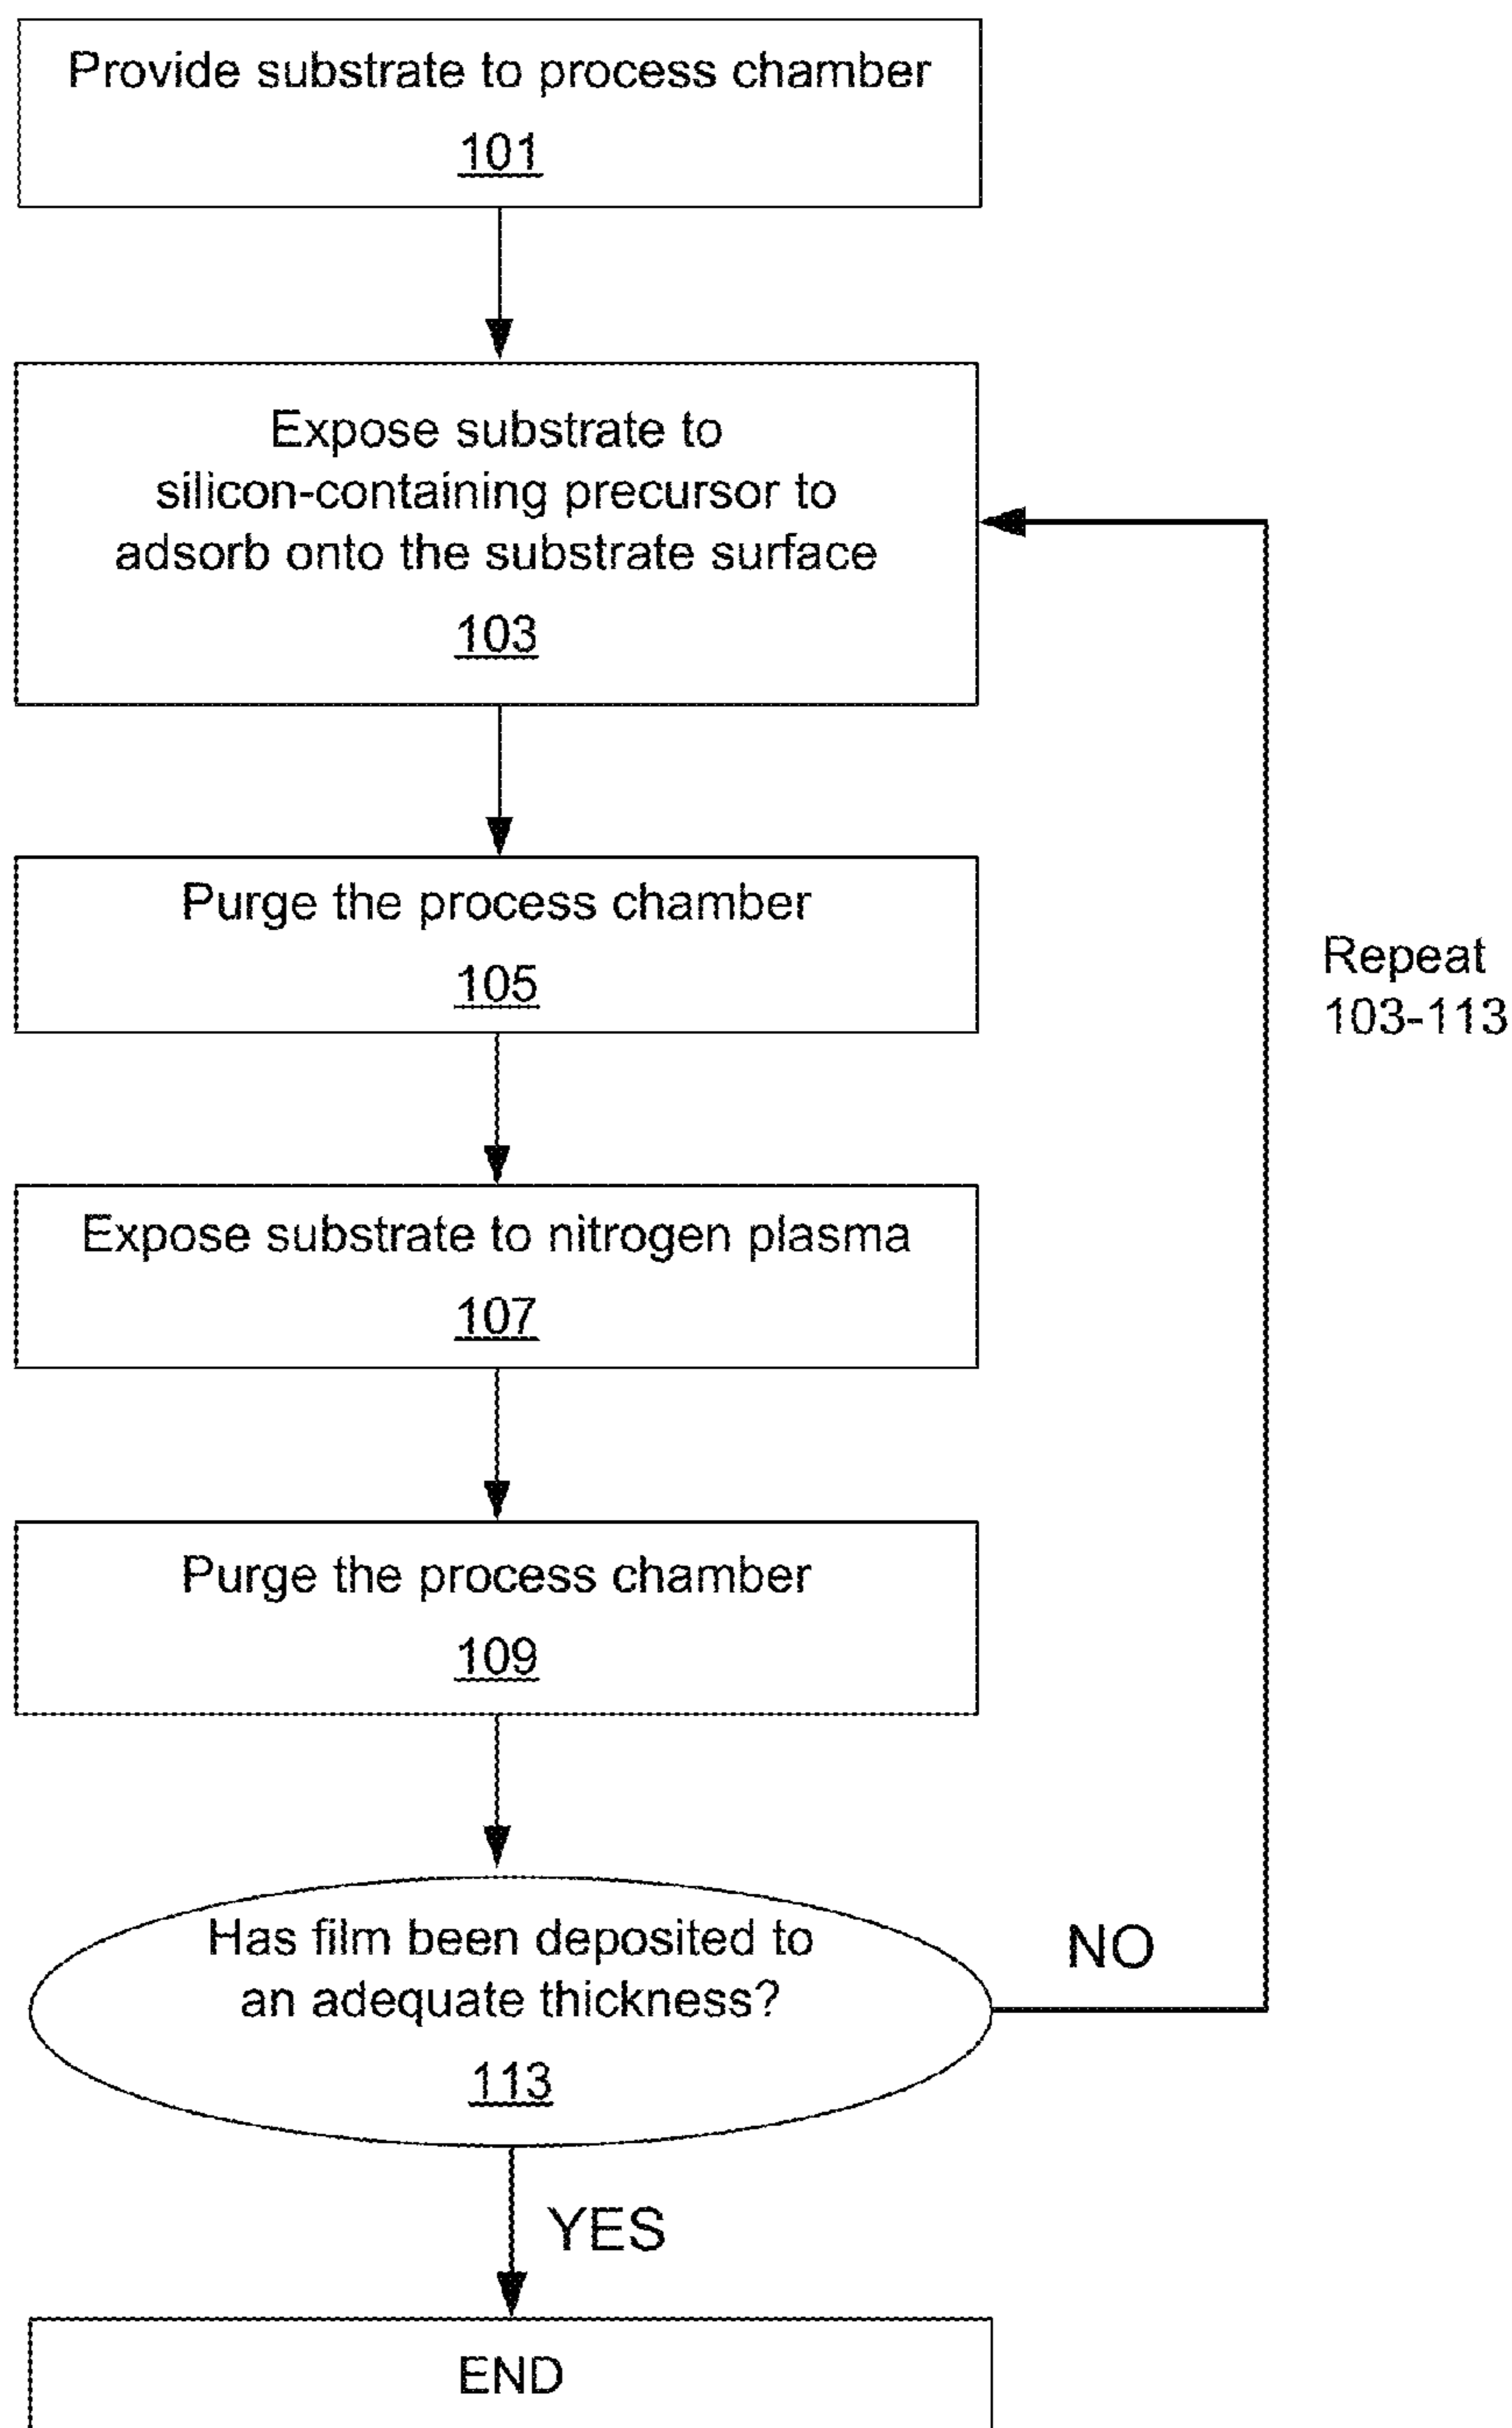 Provide substrate to process chamber
101
Expose substrate to
silicon-containing precursor to
adsorb onto the substrate surface
103
Purge the process chamber
105
Repeat
103-113
Expose substrate to nitrogen plasma
107
Purge the process chamber
109
Has film been deposited to
an adequate thickness?
113
NO
YES
END